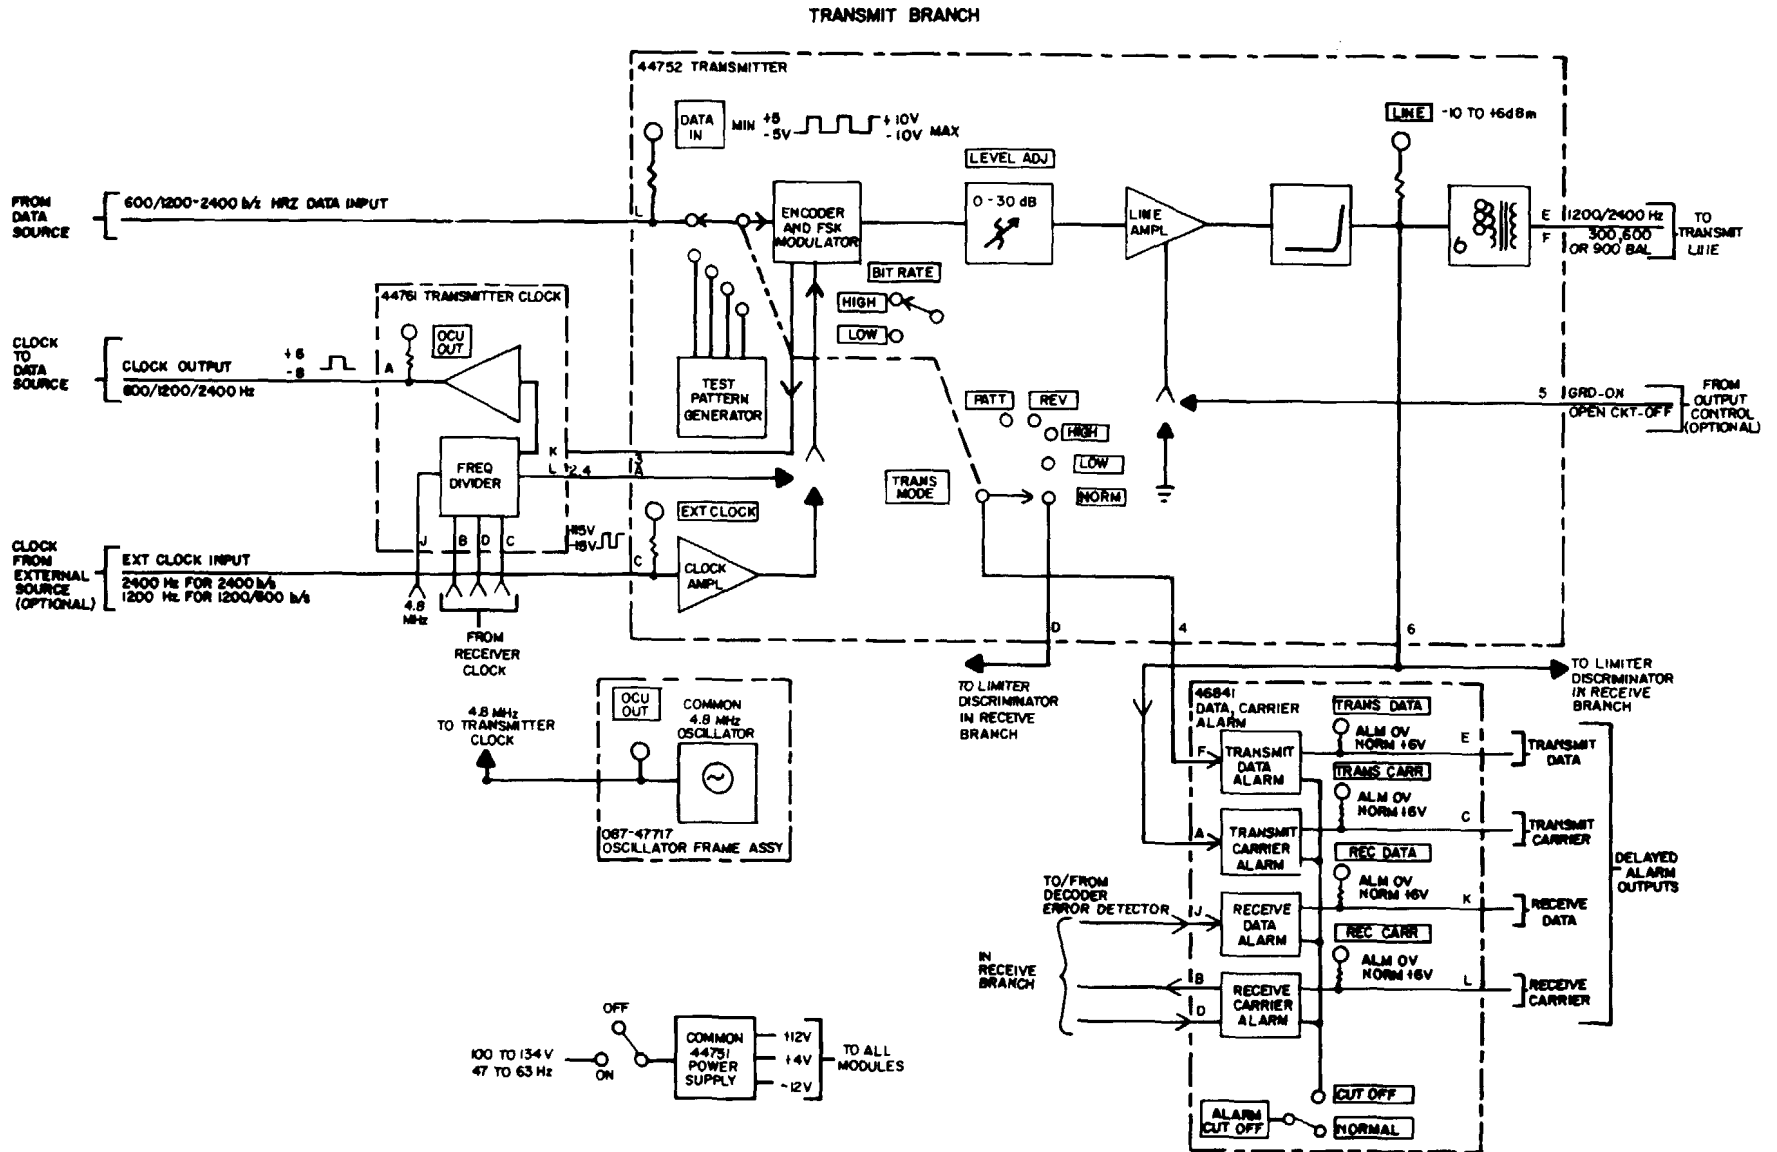 TRANSMIT BRANCH
44752 TRANSMITTER
DATA
IN
MIN +5
-5V
+10V
-10V MAX
LINE -10 TO +6dBm
LEVEL ADJ
FROM
DATA
SOURCE
600/1200-2400 b/s HRZ DATA INPUT
L
ENCODER
AND FSK
MODULATOR
0-30 dB
LINE
AMPL
6
E
F
1200/2400 Hz
300,600
OR 900 BAL
TO
TRANSMIT
LINE
BIT RATE
HIGH
LOW
44761 TRANSMITTER CLOCK
OCU
OUT
CLOCK
TO
DATA
SOURCE
CLOCK OUTPUT
600/1200/2400 Hz
+6
-6
A
TEST
PATTERN
GENERATOR
PATT
REV
HIGH
LOW
NORM
TRANS
MODE
5
GRD-ON
OPEN CKT-OFF
FROM
OUTPUT
CONTROL
(OPTIONAL)
FREQ
DIVIDER
K
L
2,4
3
A
EXT CLOCK
+15V
-15V
C
CLOCK
AMPL
J
B
D
C
CLOCK
FROM
EXTERNAL
SOURCE
(OPTIONAL)
EXT CLOCK INPUT
2400 Hz FOR 2400 b/s
1200 Hz FOR 1200/600 b/s
4.8
MHz
FROM
RECEIVER
CLOCK
D
4
6
TO LIMITER
DISCRIMINATOR
IN RECEIVE
BRANCH
TO LIMITER
DISCRIMINATOR
IN RECEIVE
BRANCH
4.8 MHz
TO TRANSMITTER
CLOCK
OCU
OUT
COMMON
4.8 MHz
OSCILLATOR
087-47717
OSCILLATOR FRAME ASSY
46841
DATA, CARRIER
ALARM
TRANS DATA
ALM 0V
NORM +6V
F
TRANSMIT
DATA
ALARM
E
TRANSMIT
DATA
TRANS CARR
ALM 0V
NORM +6V
A
TRANSMIT
CARRIER
ALARM
C
TRANSMIT
CARRIER
REC DATA
ALM 0V
NORM +6V
TO/FROM
DECODER
ERROR DETECTOR
J
RECEIVE
DATA
ALARM
K
RECEIVE
DATA
REC CARR
ALM 0V
NORM +6V
IN
RECEIVE
BRANCH
B
D
RECEIVE
CARRIER
ALARM
L
RECEIVE
CARRIER
DELAYED
ALARM
OUTPUTS
OFF
ON
100 TO 134V
47 TO 63 Hz
COMMON
44751
POWER
SUPPLY
+12V
+4V
-12V
TO ALL
MODULES
ALARM
CUT OFF
CUT OFF
NORMAL